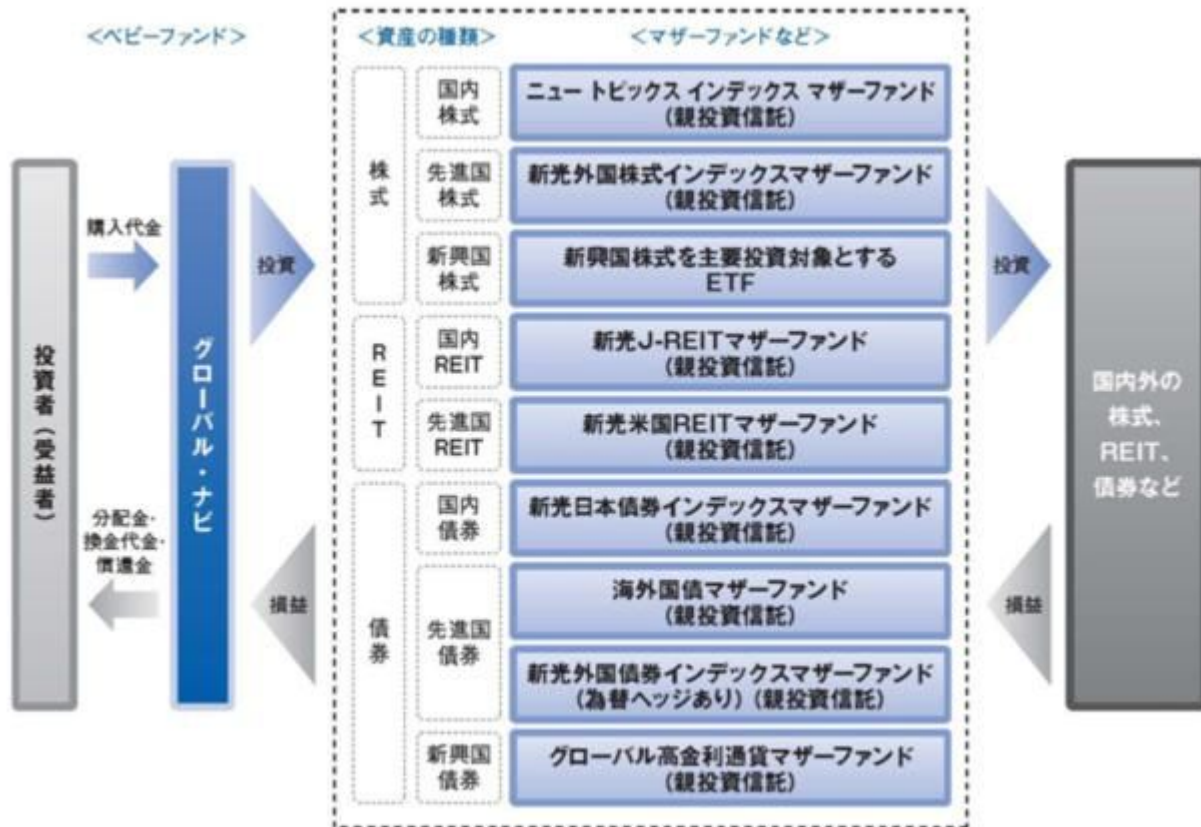 <ベビーファンド>
<資産の種類>
<マザーファンドなど>
投資者(受益者)
購入代金
分配金・
換金代金・
償還金
グローバル・ナビ
投資
損益
株式
国内
株式
ニュー トピックス インデックス マザーファンド
(親投資信託)
先進国
株式
新光外国株式インデックスマザーファンド
(親投資信託)
新興国
株式
新興国株式を主要投資対象とする
ETF
REIT
国内
REIT
新光J-REITマザーファンド
(親投資信託)
先進国
REIT
新光米国REITマザーファンド
(親投資信託)
債券
国内
債券
新光日本債券インデックスマザーファンド
(親投資信託)
先進国
債券
海外国債マザーファンド
(親投資信託)
新光外国債券インデックスマザーファンド
(為替ヘッジあり)(親投資信託)
新興国
債券
グローバル高金利通貨マザーファンド
(親投資信託)
投資
損益
国内外の
株式、
REIT、
債券など